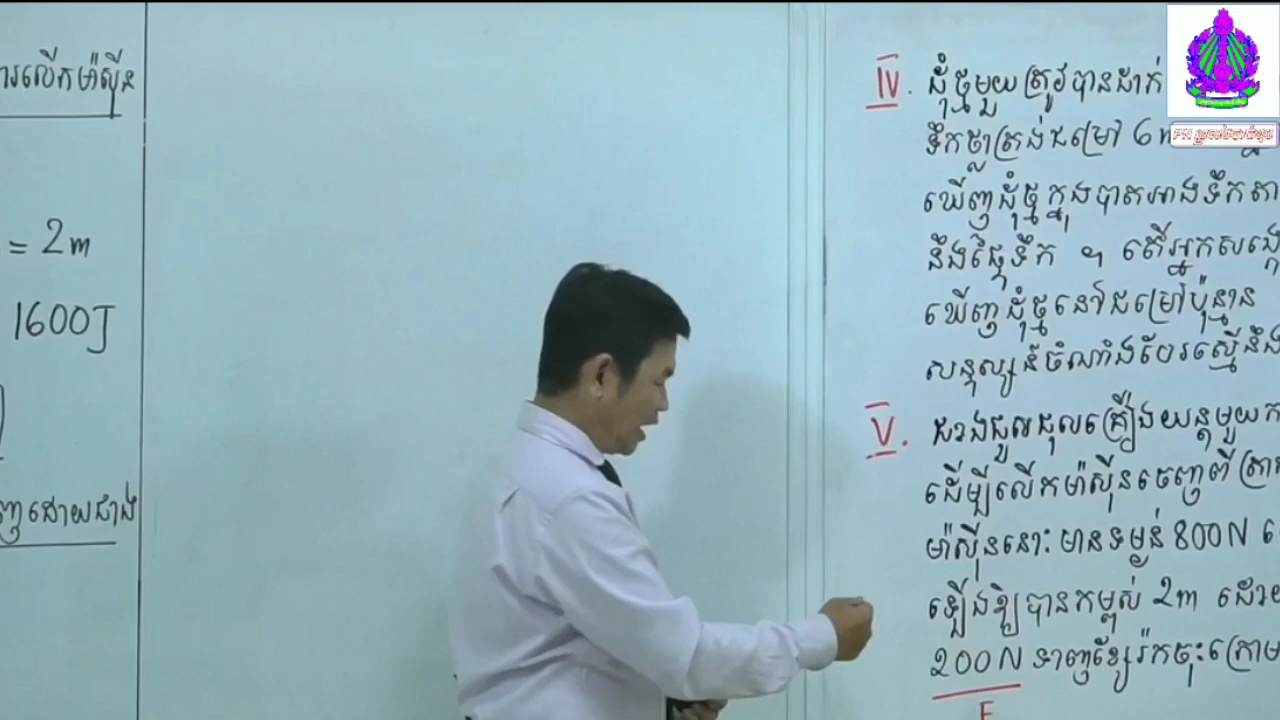 ារលើកម៉ាស៊ីន
= 2m
1600J
ញដោយជាង
IV. ដុំថ្មមួយត្រូវបានដាក់
ទឹកថ្លាត្រង់ជម្រៅ 6
ឃើញដុំថ្មក្នុងបាតអាងទឹកតា
នឹងផ្ទៃទឹក ។ តើអ្នកសង្កេ
ឃើញដុំថ្មនៅជម្រៅប៉ុន្មាន
សន្ទស្សន៍ចំណាំងបែរស្មើនឹង
V. ជាងជួសជុលគ្រឿងយន្តមួយ
ដើម្បីលើកម៉ាស៊ីនចេញពី
ម៉ាស៊ីននោះមានទម្ងន់ 800N
ឡើងឱ្យបានកម្ពស់ 2m ដោយ
200N ទាញខ្សែរ៉កចុះក្រោម
F